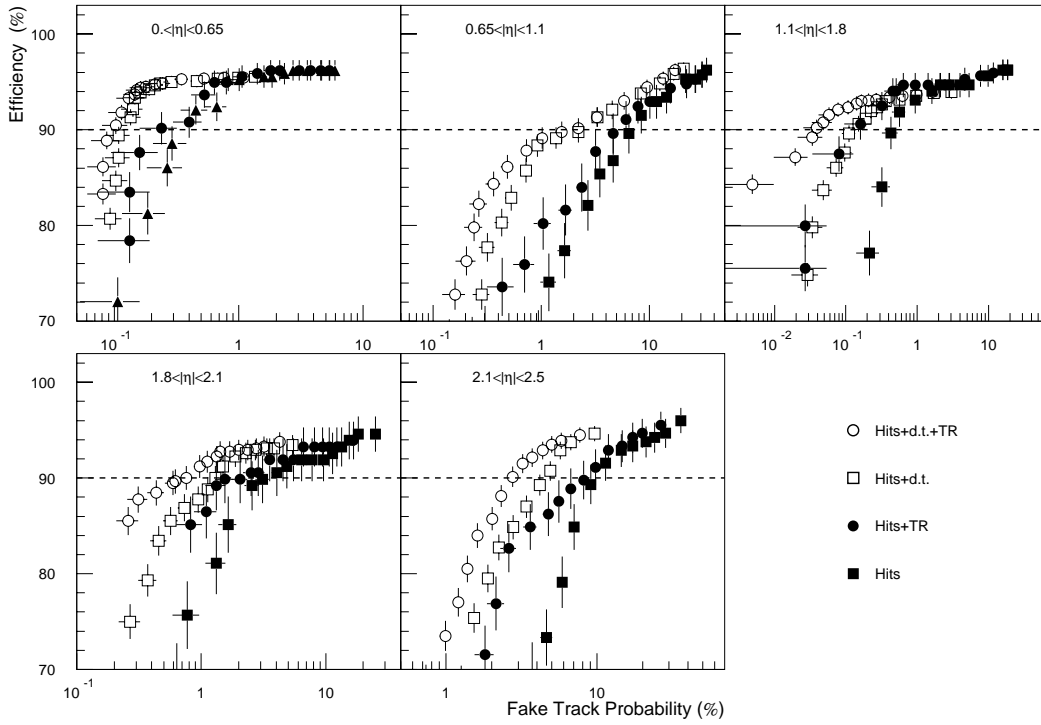 Efficiency (%)
0.<|η|<0.65
0.65<|η|<1.1
1.1<|η|<1.8
100
90
80
70
10⁻¹ 1 10
1 10
10⁻² 10⁻¹ 1 10
1.8<|η|<2.1
2.1<|η|<2.5
100
90
80
70
10⁻¹ 1 10
1 10
Hits+d.t.+TR
Hits+d.t.
Hits+TR
Hits
Fake Track Probability (%)